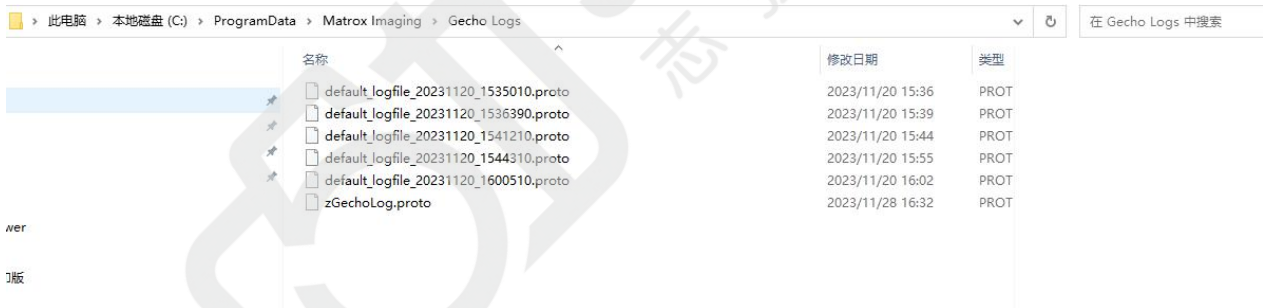 此电脑 > 本地磁盘 (C:) > ProgramData > Matrox Imaging > Gecho Logs 在 Gecho Logs 中搜索
名称 修改日期 类型
default_logfile_20231120_1535010.proto 2023/11/20 15:36 PROT
default_logfile_20231120_1536390.proto 2023/11/20 15:39 PROT
default_logfile_20231120_1541210.proto 2023/11/20 15:44 PROT
default_logfile_20231120_1544310.proto 2023/11/20 15:55 PROT
default_logfile_20231120_1600510.proto 2023/11/20 16:02 PROT
zGechoLog.proto 2023/11/28 16:32 PROT
wer
印版
志